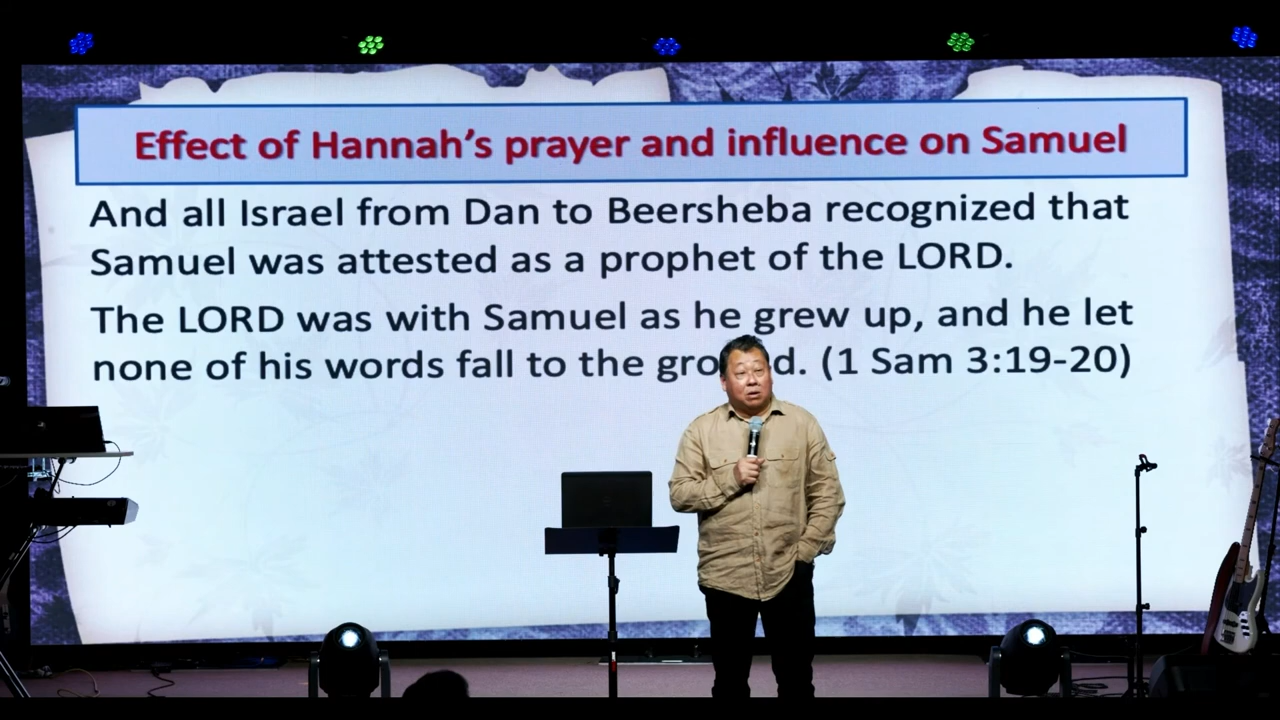 Effect of Hannah's prayer and influence on Samuel
And all Israel from Dan to Beersheba recognized that
Samuel was attested as a prophet of the LORD.
The LORD was with Samuel as he grew up, and he let
none of his words fall to the . (1 Sam 3:19-20)